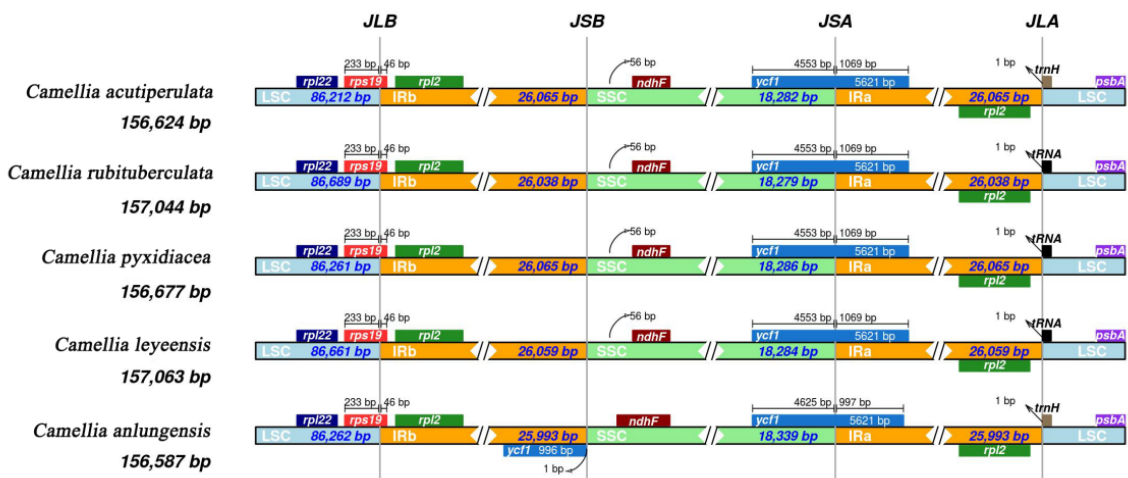 JLB JSB JSA JLA
233 bp 46 bp 56 bp 4553 bp 1069 bp 1 bp trnH
rpl22 rps19 rpl2 ndhF ycf1 5621 bp psbA
Camellia acutiperulata LSC 86,212 bp IRb 26,065 bp SSC 18,282 bp IRa 26,065 bp LSC
rpl2
156,624 bp
233 bp 46 bp 56 bp 4553 bp 1069 bp 1 bp tRNA
rpl22 rps19 rpl2 ndhF ycf1 5621 bp psbA
Camellia rubituberculata LSC 86,689 bp IRb 26,038 bp SSC 18,279 bp IRa 26,038 bp LSC
rpl2
157,044 bp
233 bp 46 bp 56 bp 4553 bp 1069 bp 1 bp tRNA
rpl22 rps19 rpl2 ndhF ycf1 5621 bp psbA
Camellia pyxidiacea LSC 86,261 bp IRb 26,065 bp SSC 18,286 bp IRa 26,065 bp LSC
rpl2
156,677 bp
233 bp 46 bp 56 bp 4553 bp 1069 bp 1 bp tRNA
rpl22 rps19 rpl2 ndhF ycf1 5621 bp psbA
Camellia leyeensis LSC 86,661 bp IRb 26,059 bp SSC 18,284 bp IRa 26,059 bp LSC
rpl2
157,063 bp
233 bp 46 bp 4625 bp 997 bp 1 bp trnH
rpl22 rps19 rpl2 ndhF ycf1 5621 bp psbA
Camellia anlungensis LSC 86,262 bp IRb 25,993 bp SSC 18,339 bp IRa 25,993 bp LSC
ycf1 996 bp rpl2
156,587 bp 1 bp